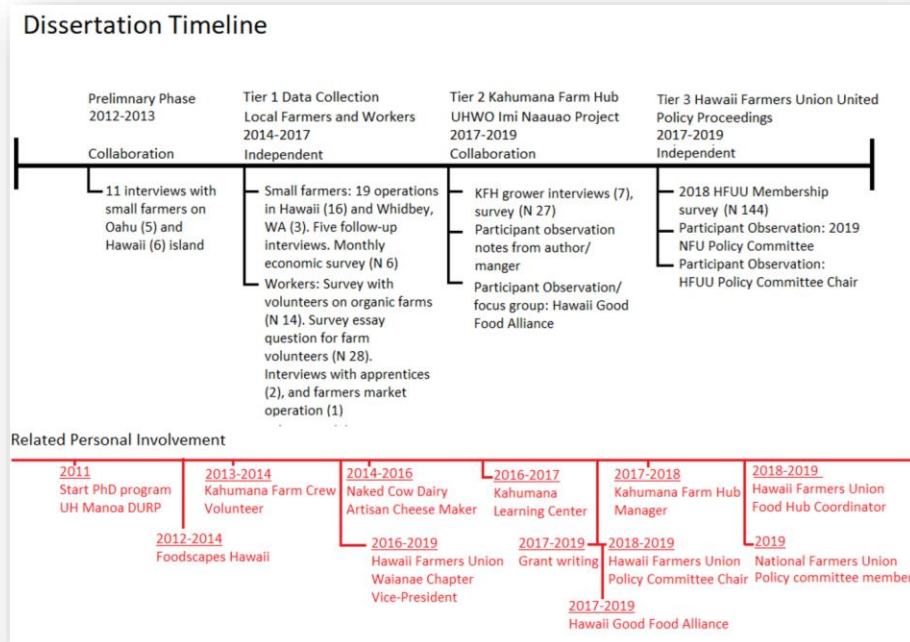 Dissertation Timeline
Prelimnary Phase
2012-2013
Collaboration
11 interviews with
small farmers on
Oahu (5) and
Hawaii (6) island
Tier 1 Data Collection
Local Farmers and Workers
2014-2017
Independent
Small farmers: 19 operations
in Hawaii (16) and Whidbey,
WA (3). Five follow-up
interviews. Monthly
economic survey (N 6)
Workers: Survey with
volunteers on organic farms
(N 14). Survey essay
question for farm
volunteers (N 28).
Interviews with apprentices
(2), and farmers market
operation (1)
Tier 2 Kahumana Farm Hub
UHWO Imi Naauao Project
2017-2019
Collaboration
KFH grower interviews (7),
survey (N 27)
Participant observation
notes from author/
manger
Participant Observation/
focus group: Hawaii Good
Food Alliance
Tier 3 Hawaii Farmers Union United
Policy Proceedings
2017-2019
Independent
2018 HFUU Membership
survey (N 144)
Participant Observation: 2019
NFU Policy Committee
Participant Observation:
HFUU Policy Committee Chair
Related Personal Involvement
2011
Start PhD program
UH Manoa DURP
2012-2014
Foodscapes Hawaii
2013-2014
Kahumana Farm Crew
Volunteer
2014-2016
Naked Cow Dairy
Artisan Cheese Maker
2016-2019
Hawaii Farmers Union
Waianae Chapter
Vice-President
2016-2017
Kahumana
Learning Center
2017-2019
Grant writing
2017-2019
Hawaii Good Food Alliance
2017-2018
Kahumana Farm Hub
Manager
2018-2019
Hawaii Farmers Union
Policy Committee Chair
2018-2019
Hawaii Farmers Union
Food Hub Coordinator
2019
National Farmers Union
Policy committee member